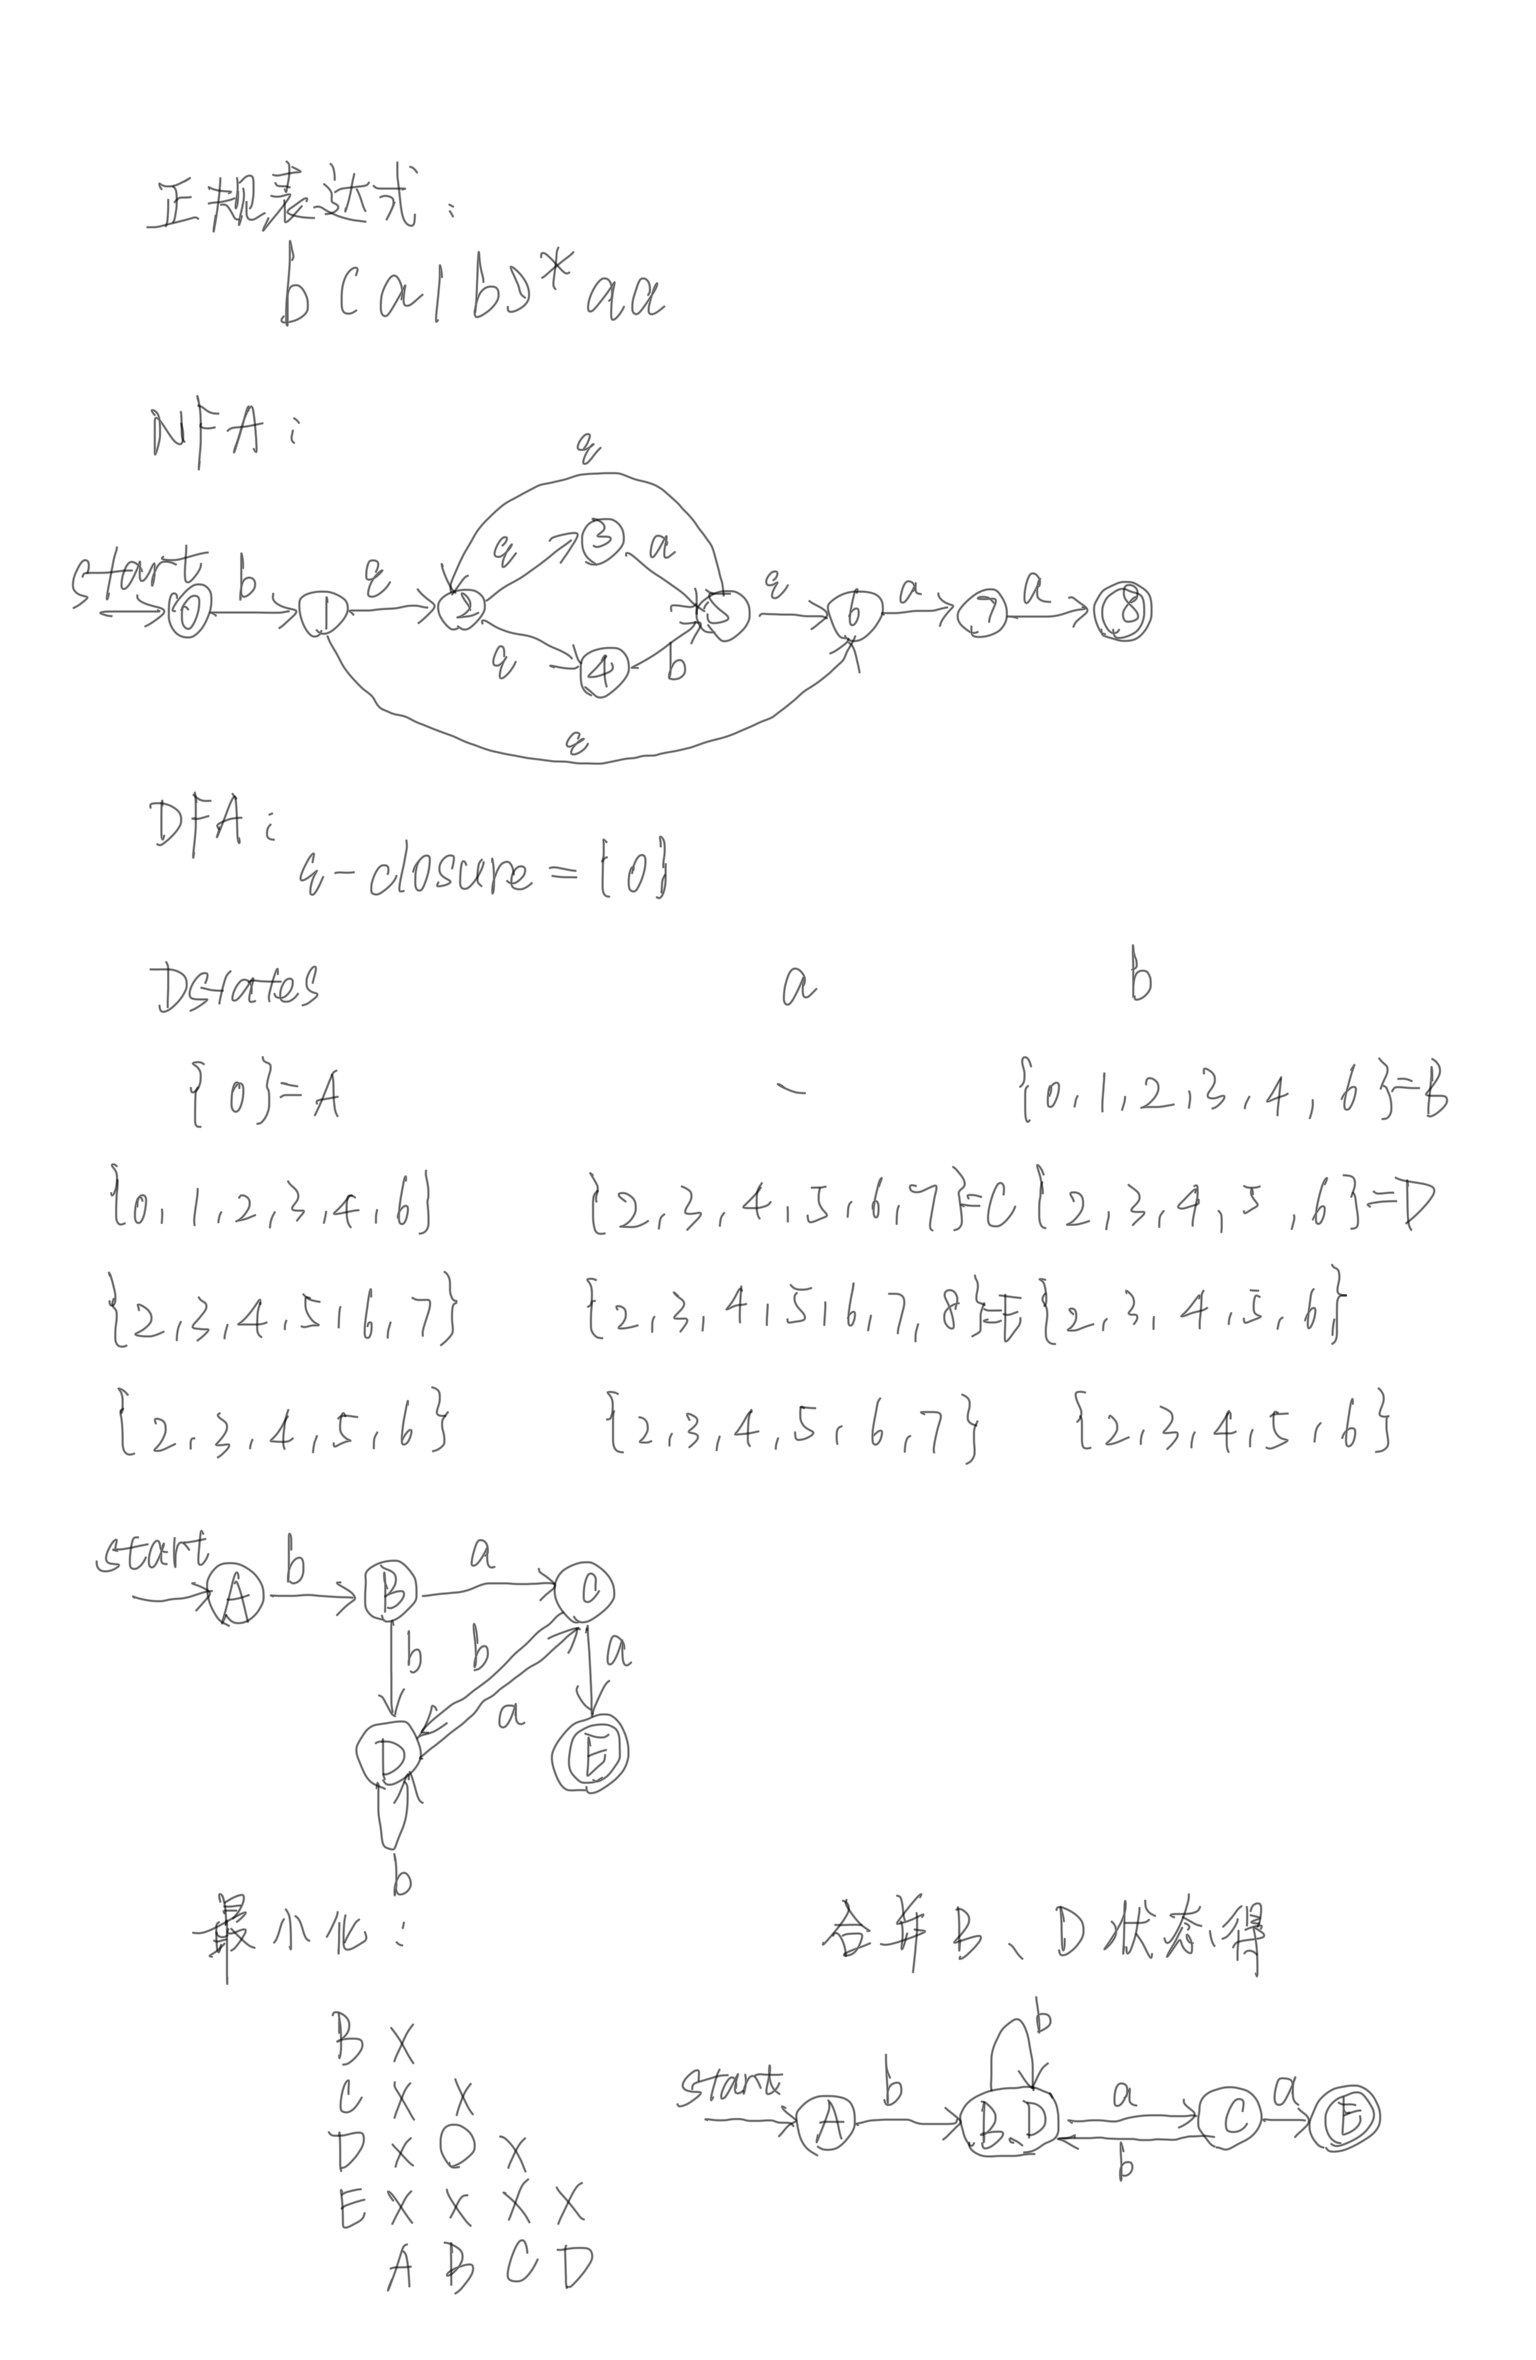 正规表达式:
b(a|b)*aa
NFA:
ε
start b ε ε a ε a a
0 1 2 3 4 5 6 7 8
ε b
ε
DFA:
ε-closure={0}
Dstates a b
{0}=A - {0,1,2,3,4,6}=B
{0,1,2,3,4,6} {2,3,4,5,6,7}=C {2,3,4,5,6}=D
{2,3,4,5,6,7} {2,3,4,5,6,7,8}=E {2,3,4,5,6}
{2,3,4,5,6} {2,3,4,5,6,7} {2,3,4,5,6}
start A b B a C
b b a a
D E
b
最小化:
B X
C X X
D X O X
E X X X X
A B C D
合并B、D状态,得
b
start A b B,D a C a E
b